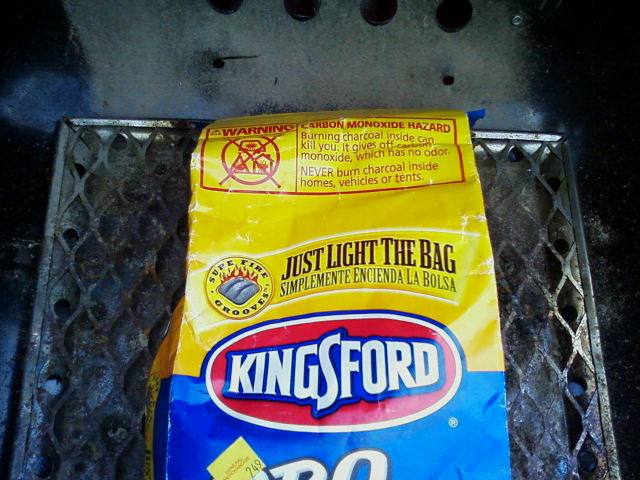 WARNING
CARBON MONOXIDE HAZARD
Burning charcoal inside can
kill you. It gives off carbon
monoxide, which has no odor.
NEVER burn charcoal inside
homes, vehicles or tents.
JUST LIGHT THE BAG
SIMPLEMENTE ENCIENDA LA BOLSA
SURE FIRE
GROOVES
KINGSFORD
®
249